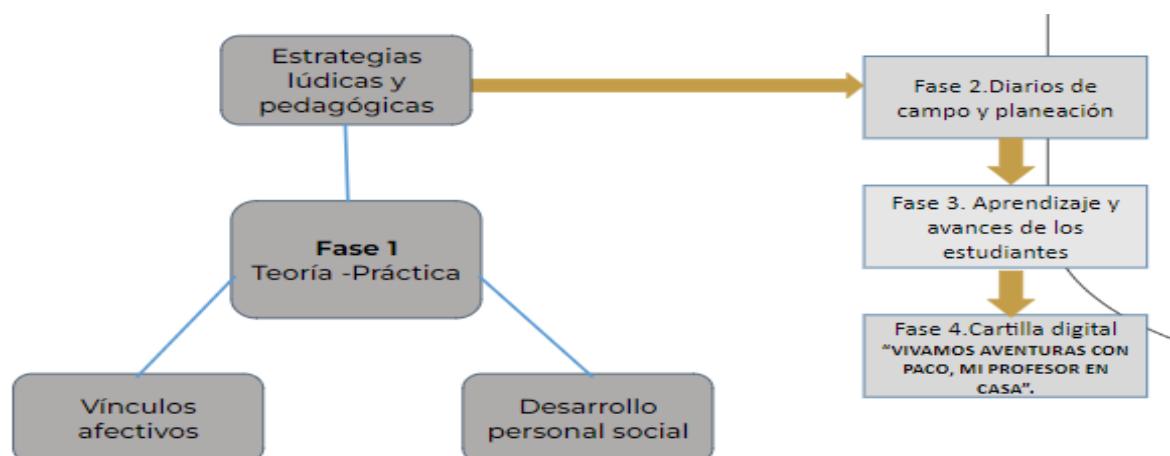 Estrategias
lúdicas y
pedagógicas
Fase 1
Teoría -Práctica
Vínculos
afectivos
Desarrollo
personal social
Fase 2.Diarios de
campo y planeación
Fase 3. Aprendizaje y
avances de los
estudiantes
Fase 4.Cartilla digital
“VIVAMOS AVENTURAS CON
PACO, MI PROFESOR EN
CASA”.